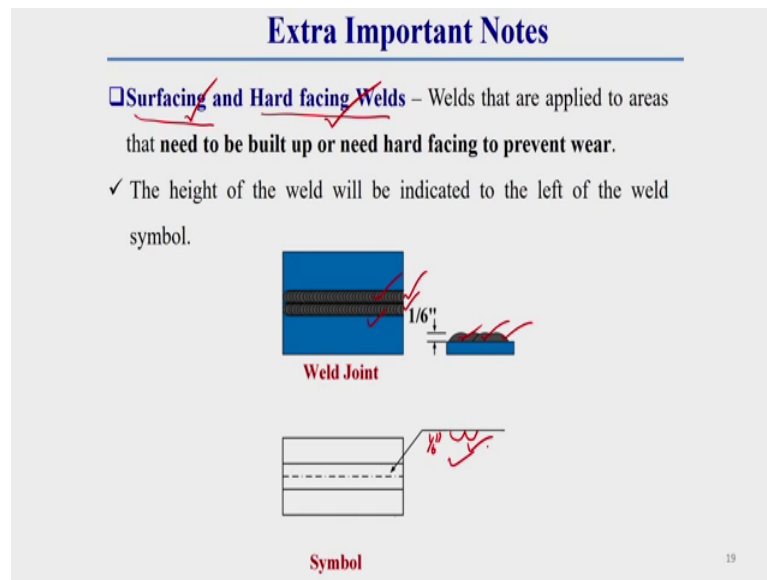 Extra Important Notes
❑Surfacing and Hard facing Welds – Welds that are applied to areas
that need to be built up or need hard facing to prevent wear.
✓ The height of the weld will be indicated to the left of the weld
symbol.
1/6"
Weld Joint
1/6"
Symbol
19